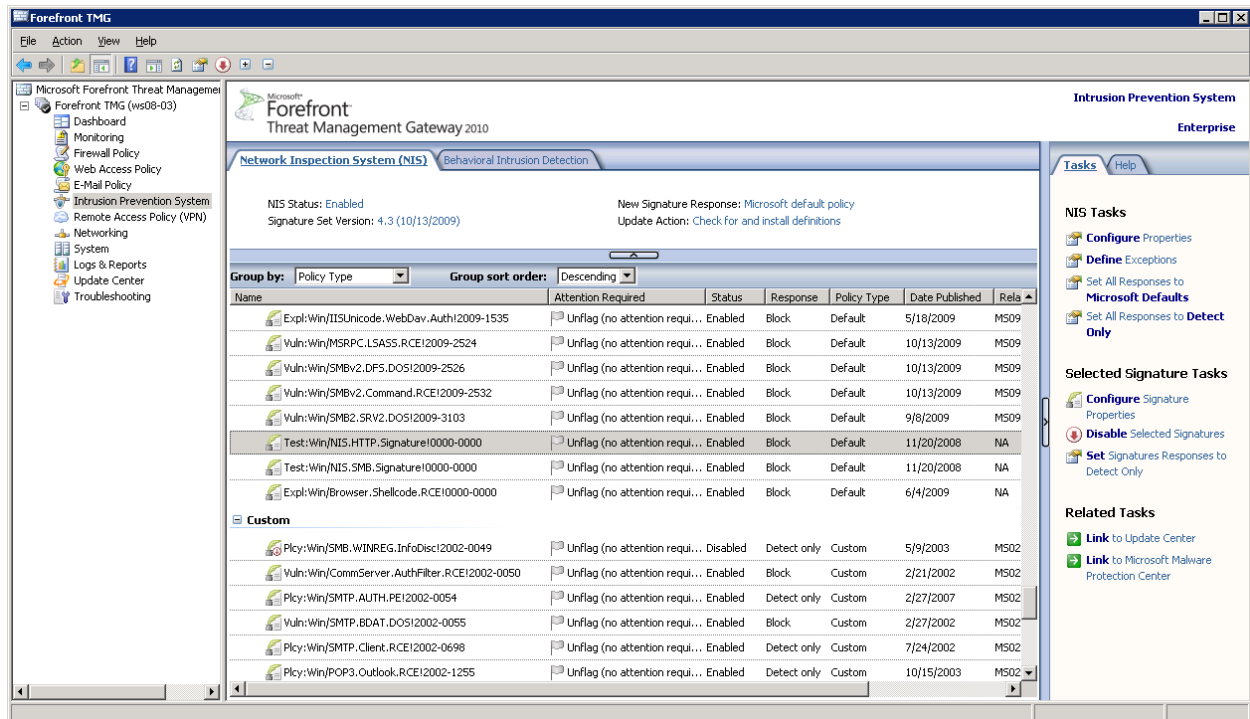 Forefront TMG
File Action View Help
Microsoft Forefront Threat Managemen
Forefront TMG (ws08-03)
Dashboard
Monitoring
Firewall Policy
Web Access Policy
E-Mail Policy
Intrusion Prevention System
Remote Access Policy (VPN)
Networking
System
Logs & Reports
Update Center
Troubleshooting
Microsoft
Forefront
Threat Management Gateway 2010
Intrusion Prevention System
Enterprise
Network Inspection System (NIS) Behavioral Intrusion Detection
NIS Status: Enabled New Signature Response: Microsoft default policy
Signature Set Version: 4.3 (10/13/2009) Update Action: Check for and install definitions
Group by: Policy Type Group sort order: Descending
Name Attention Required Status Response Policy Type Date Published Rela
Expl:Win/IISUnicode.WebDav.Auth!2009-1535 Unflag (no attention requi... Enabled Block Default 5/18/2009 MS09
Vuln:Win/MSRPC.LSASS.RCE!2009-2524 Unflag (no attention requi... Enabled Block Default 10/13/2009 MS09
Vuln:Win/SMBv2.DFS.DOS!2009-2526 Unflag (no attention requi... Enabled Block Default 10/13/2009 MS09
Vuln:Win/SMBv2.Command.RCE!2009-2532 Unflag (no attention requi... Enabled Block Default 10/13/2009 MS09
Vuln:Win/SMB2.SRV2.DOS!2009-3103 Unflag (no attention requi... Enabled Block Default 9/8/2009 MS09
Test:Win/NIS.HTTP.Signature!0000-0000 Unflag (no attention requi... Enabled Block Default 11/20/2008 NA
Test:Win/NIS.SMB.Signature!0000-0000 Unflag (no attention requi... Enabled Block Default 11/20/2008 NA
Expl:Win/Browser.Shellcode.RCE!0000-0000 Unflag (no attention requi... Enabled Block Default 6/4/2009 NA
Custom
Plcy:Win/SMB.WINREG.InfoDisc!2002-0049 Unflag (no attention requi... Disabled Detect only Custom 5/9/2003 MS02
Vuln:Win/CommServer.AuthFilter.RCE!2002-0050 Unflag (no attention requi... Enabled Block Custom 2/21/2002 MS02
Plcy:Win/SMTP.AUTH.PE!2002-0054 Unflag (no attention requi... Enabled Detect only Custom 2/27/2007 MS02
Vuln:Win/SMTP.BDAT.DOS!2002-0055 Unflag (no attention requi... Enabled Block Custom 2/27/2002 MS02
Plcy:Win/SMTP.Client.RCE!2002-0698 Unflag (no attention requi... Enabled Detect only Custom 7/24/2002 MS02
Plcy:Win/POP3.Outlook.RCE!2002-1255 Unflag (no attention requi... Enabled Detect only Custom 10/15/2003 MS02
Tasks Help
NIS Tasks
Configure Properties
Define Exceptions
Set All Responses to
Microsoft Defaults
Set All Responses to Detect
Only
Selected Signature Tasks
Configure Signature
Properties
Disable Selected Signatures
Set Signatures Responses to
Detect Only
Related Tasks
Link to Update Center
Link to Microsoft Malware
Protection Center